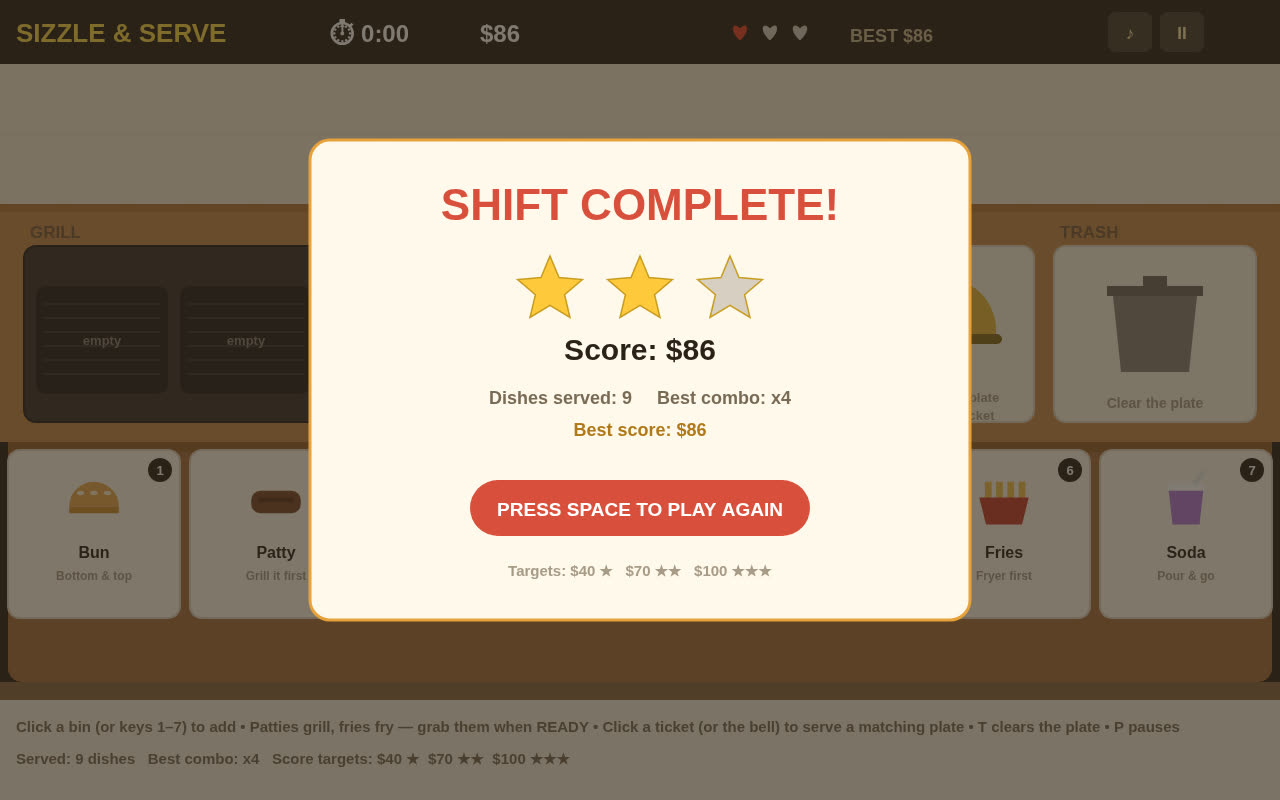 SIZZLE & SERVE
⏱ 0:00
$86
BEST $86
♪
GRILL
TRASH
empty
empty
SHIFT COMPLETE!
Score: $86
Dishes served: 9 Best combo: x4
Best score: $86
PRESS SPACE TO PLAY AGAIN
Targets: $40 ★ $70 ★★ $100 ★★★
Clear the plate
1
6
7
Bun
Bottom & top
Patty
Grill it first
Fries
Fryer first
Soda
Pour & go
Click a bin (or keys 1–7) to add • Patties grill, fries fry — grab them when READY • Click a ticket (or the bell) to serve a matching plate • T clears the plate • P pauses
Served: 9 dishes Best combo: x4 Score targets: $40 ★ $70 ★★ $100 ★★★